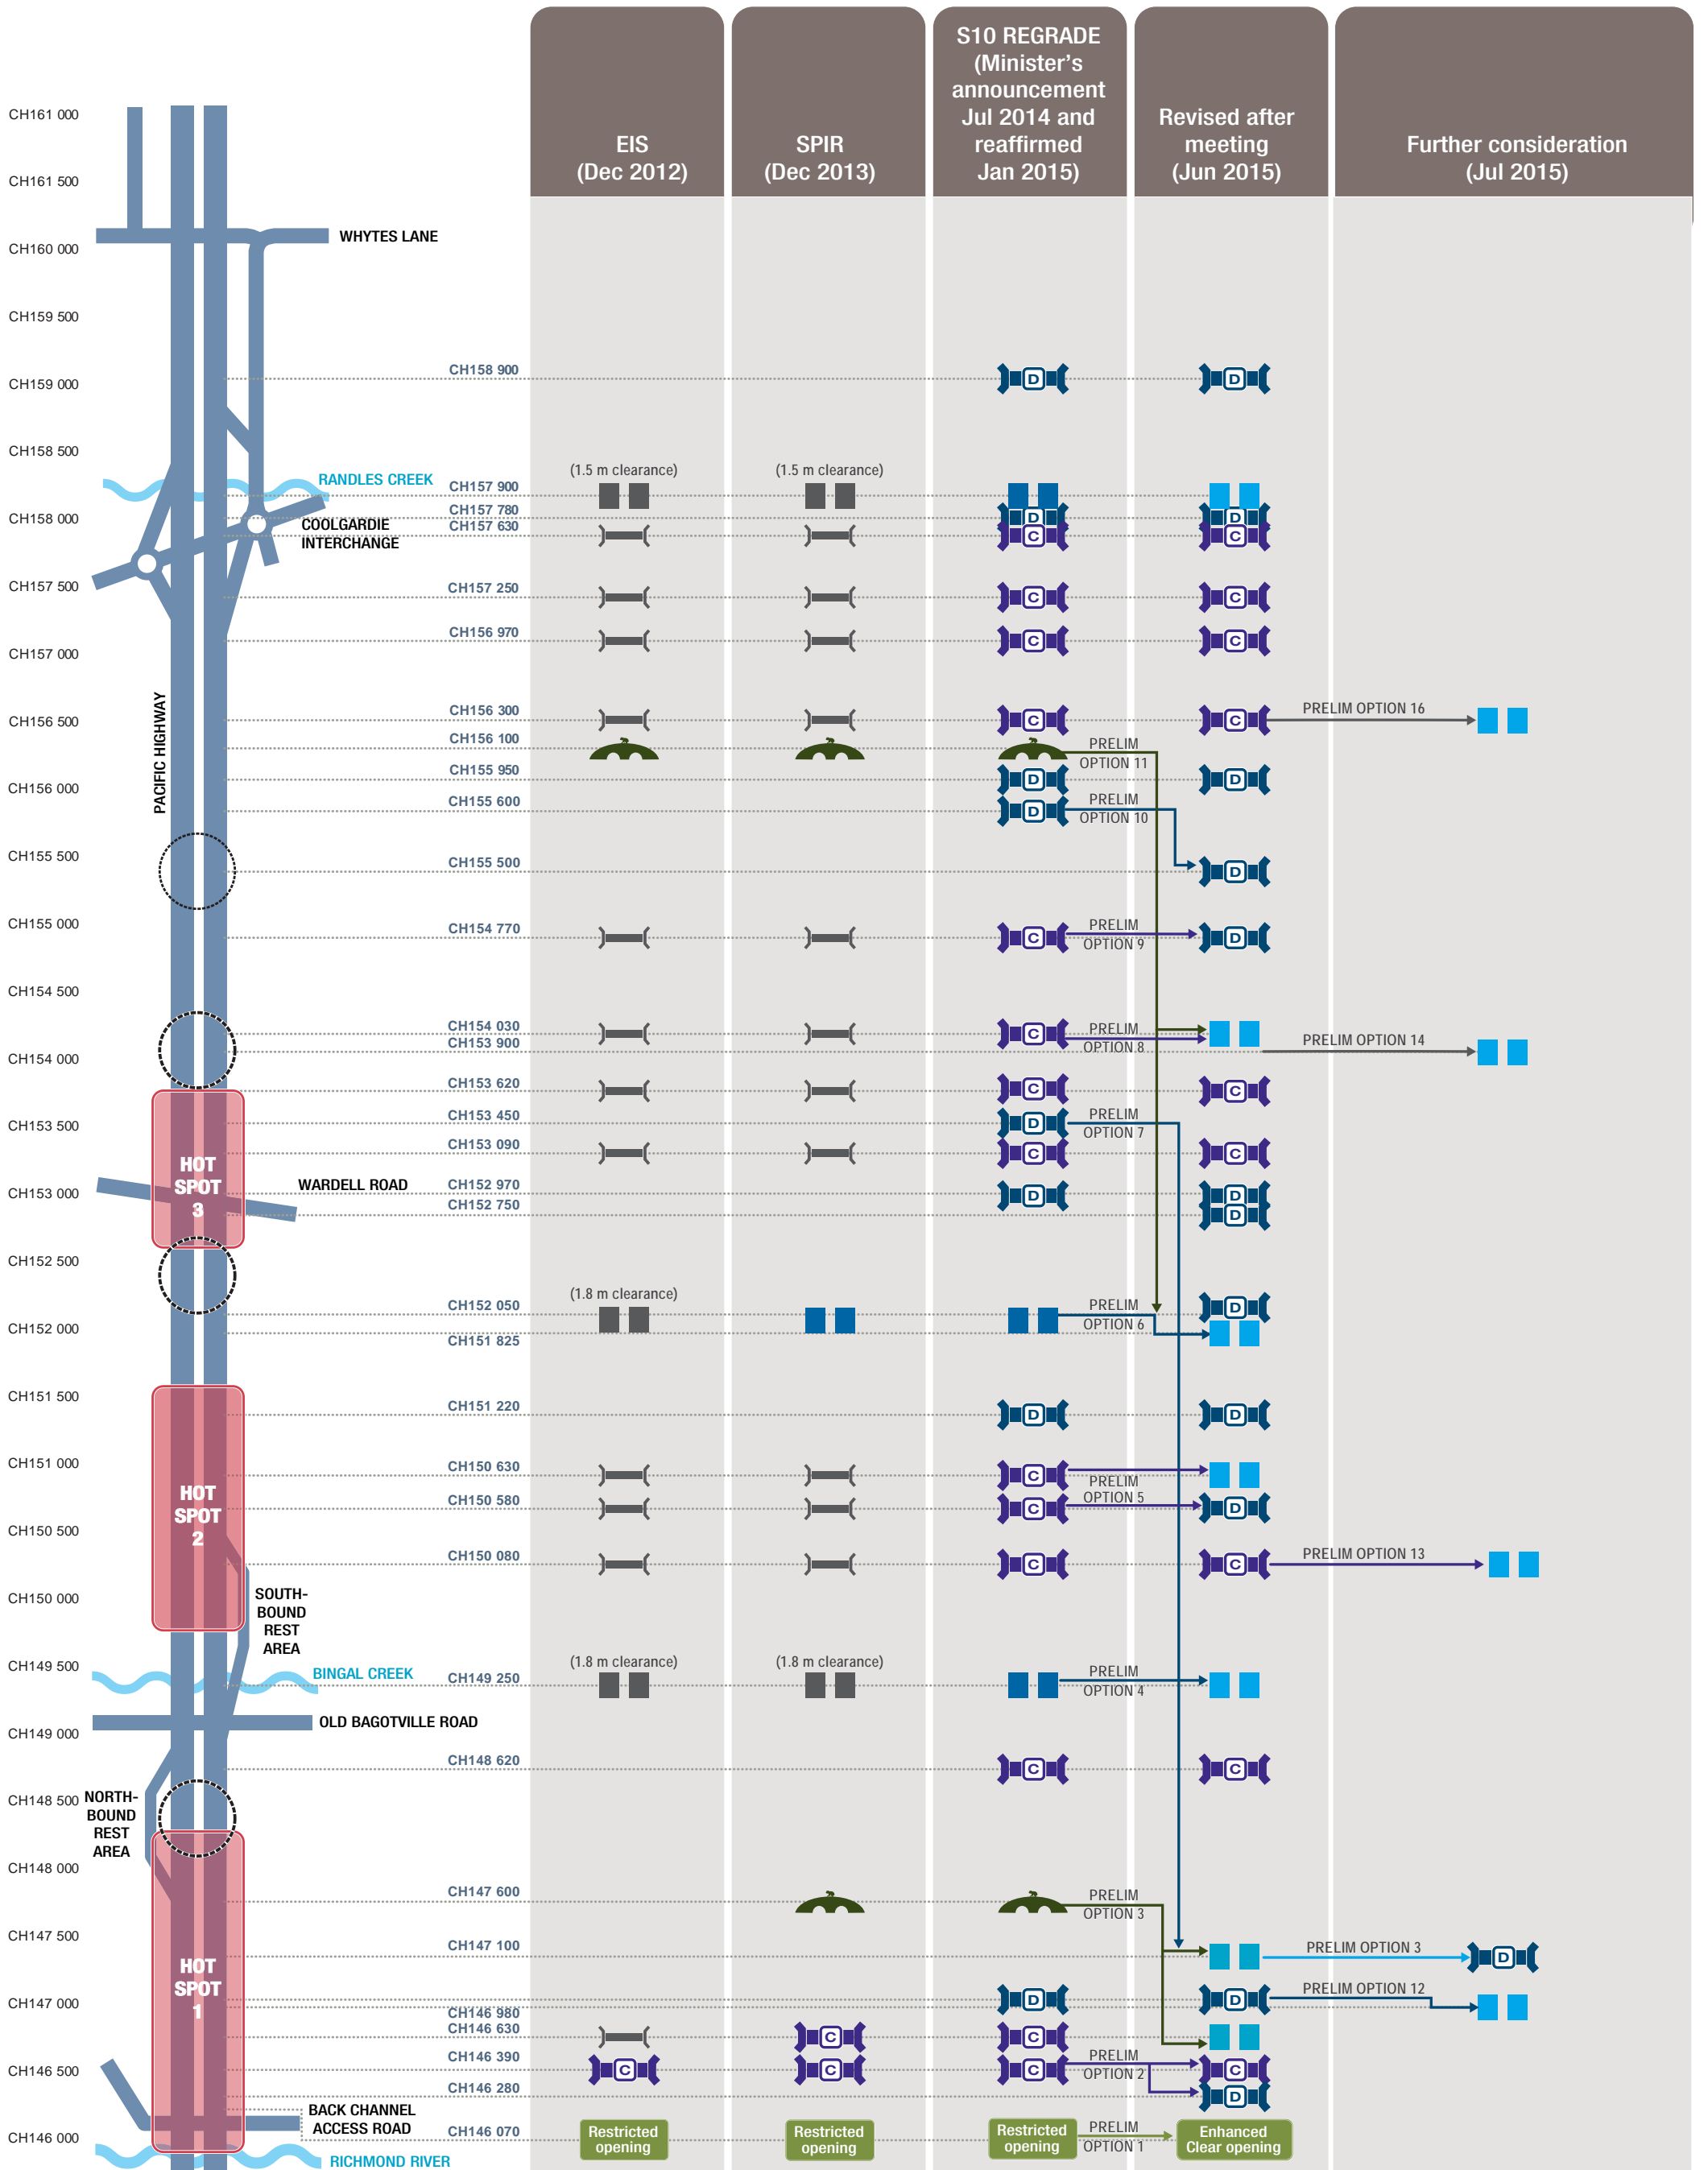 EIS
(Dec 2012)
SPIR
(Dec 2013)
S10 REGRADE
(Minister's
announcement
Jul 2014 and
reaffirmed
Jan 2015)
Revised after
meeting
(Jun 2015)
Further consideration
(Jul 2015)
CH161 000
CH161 500
WHYTES LANE
CH160 000
CH159 500
CH158 900
CH159 000
CH158 500
(1.5 m clearance)
(1.5 m clearance)
RANDLES CREEK
CH157 900
CH157 780
D
D
CH158 000
COOLGARDIE
INTERCHANGE
CH157 630
D
D
C
C
CH157 500
CH157 250
C
C
CH156 970
C
C
CH157 000
PACIFIC HIGHWAY
CH156 300
C
C
PRELIM OPTION 16
CH156 500
CH156 100
PRELIM
OPTION 11
CH155 950
D
D
CH156 000
CH155 600
D
PRELIM
OPTION 10
CH155 500
CH155 500
D
CH155 000
CH154 770
C
PRELIM
OPTION 9
D
CH154 500
CH154 030
C
PRELIM
OPTION 8
CH153 900
PRELIM OPTION 14
CH154 000
CH153 620
C
C
CH153 450
D
PRELIM
OPTION 7
CH153 500
CH153 090
C
C
HOT
SPOT
3
WARDELL ROAD
CH152 970
D
D
CH153 000
CH152 750
D
CH152 500
(1.8 m clearance)
CH152 050
PRELIM
OPTION 6
D
CH152 000
CH151 825
CH151 500
CH151 220
D
D
CH151 000
CH150 630
C
PRELIM
OPTION 5
HOT
SPOT
2
CH150 580
C
D
CH150 500
CH150 080
C
C
PRELIM OPTION 13
CH150 000
SOUTH-
BOUND
REST
AREA
CH149 500
(1.8 m clearance)
(1.8 m clearance)
BINGAL CREEK
CH149 250
PRELIM
OPTION 4
OLD BAGOTVILLE ROAD
CH149 000
CH148 620
C
C
CH148 500
NORTH-
BOUND
REST
AREA
CH148 000
CH147 600
PRELIM
OPTION 3
CH147 500
CH147 100
PRELIM OPTION 3
D
HOT
SPOT
1
CH147 000
D
D
PRELIM OPTION 12
CH146 980
CH146 630
C
C
CH146 390
C
C
C
PRELIM
OPTION 2
C
CH146 500
CH146 280
D
BACK CHANNEL
ACCESS ROAD
CH146 070
CH146 000
Restricted
opening
Restricted
opening
Restricted
opening
PRELIM
OPTION 1
Enhanced
Clear opening
RICHMOND RIVER